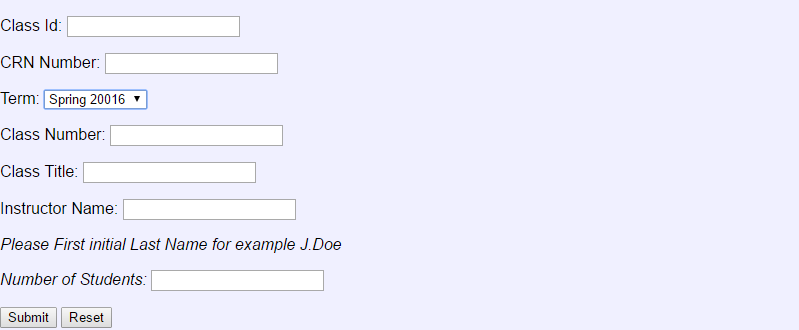 Class Id:
CRN Number:
Term: Spring 20016
Class Number:
Class Title:
Instructor Name:
Please First initial Last Name for example J.Doe
Number of Students:
Submit Reset